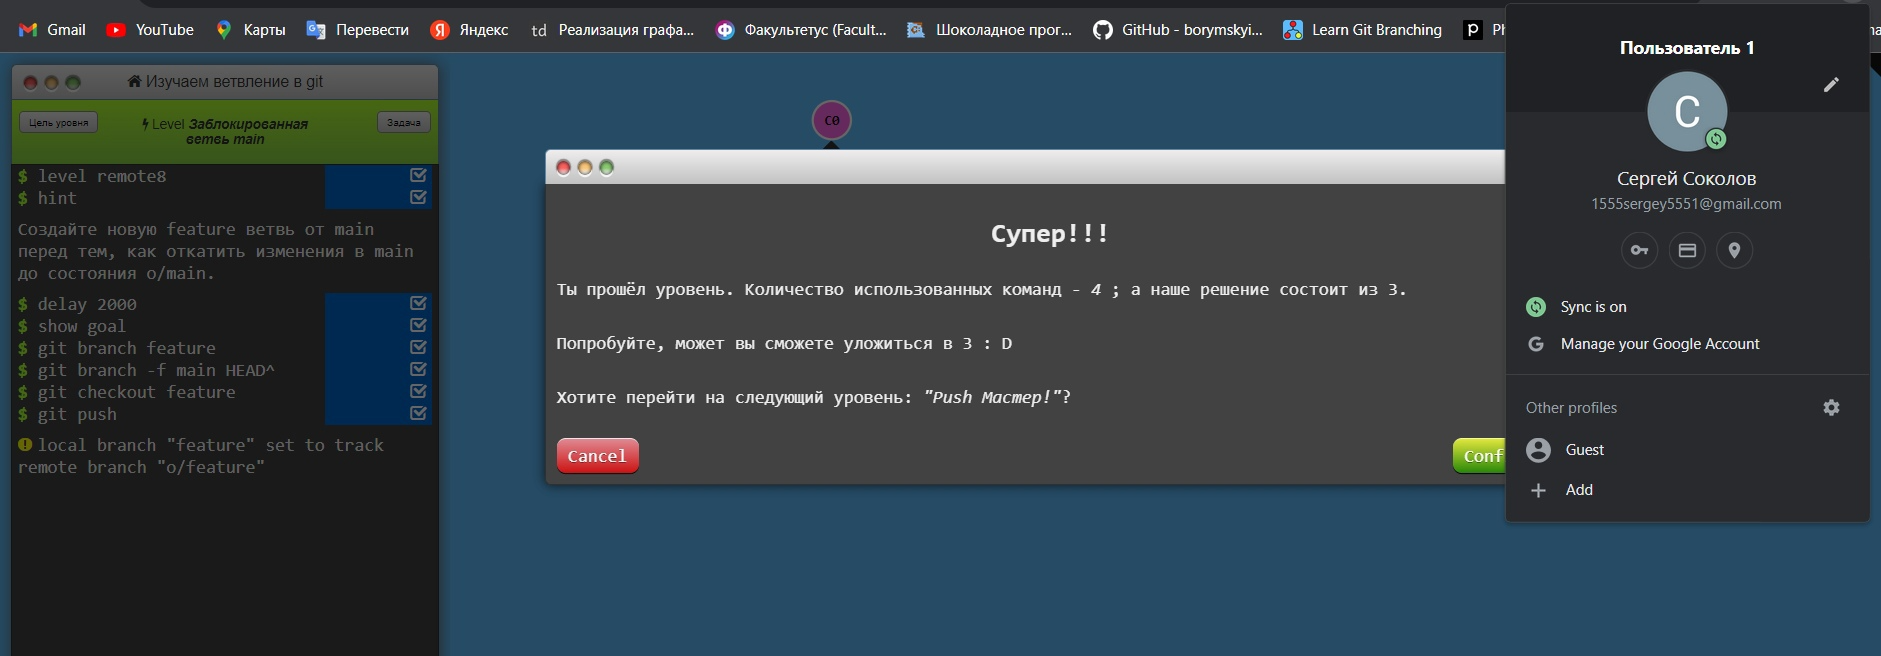 Gmail YouTube Карты Перевести Яндекс td Реализация графа... Факультетус (Facult... Шоколадное прог... GitHub - borymskyi... Learn Git Branching
Изучаем ветвление в git
Цель уровня
Level Заблокированная ветвь main
Задача
$ level remote8
$ hint
Создайте новую feature ветвь от main
перед тем, как откатить изменения в main
до состояния o/main.
$ delay 2000
$ show goal
$ git branch feature
$ git branch -f main HEAD^
$ git checkout feature
$ git push
local branch "feature" set to track
remote branch "o/feature"
C0
Супер!!!
Ты прошёл уровень. Количество использованных команд - 4 ; а наше решение состоит из 3.
Попробуйте, может вы сможете уложиться в 3 : D
Хотите перейти на следующий уровень: "Push Мастер!"?
Cancel
Conf
Пользователь 1
C
Сергей Соколов
1555sergey5551@gmail.com
Sync is on
G Manage your Google Account
Other profiles
Guest
Add